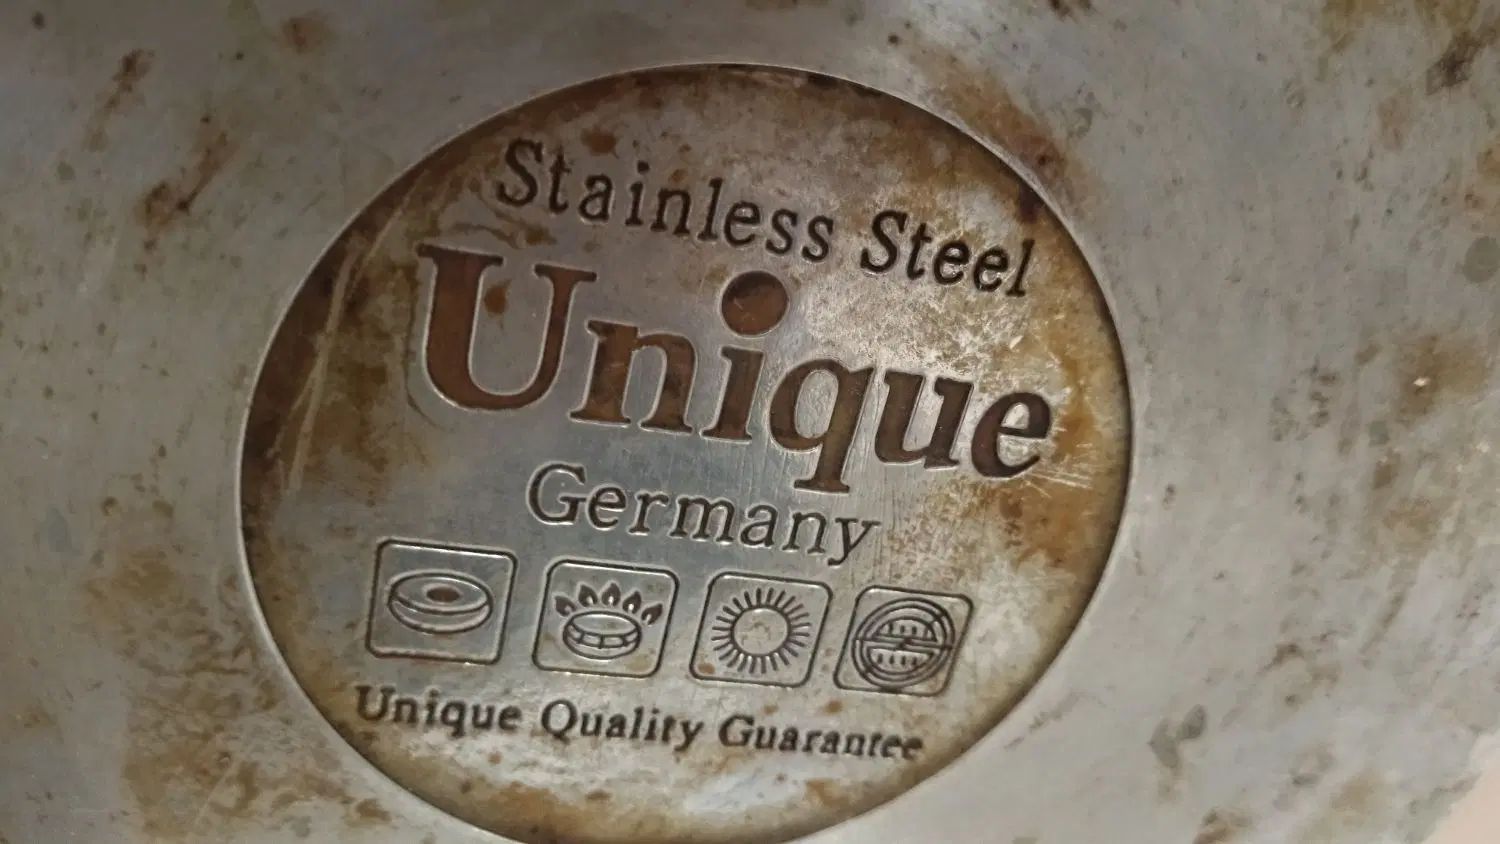 Stainless Steel
Unique
Germany
Unique Quality Guarantee